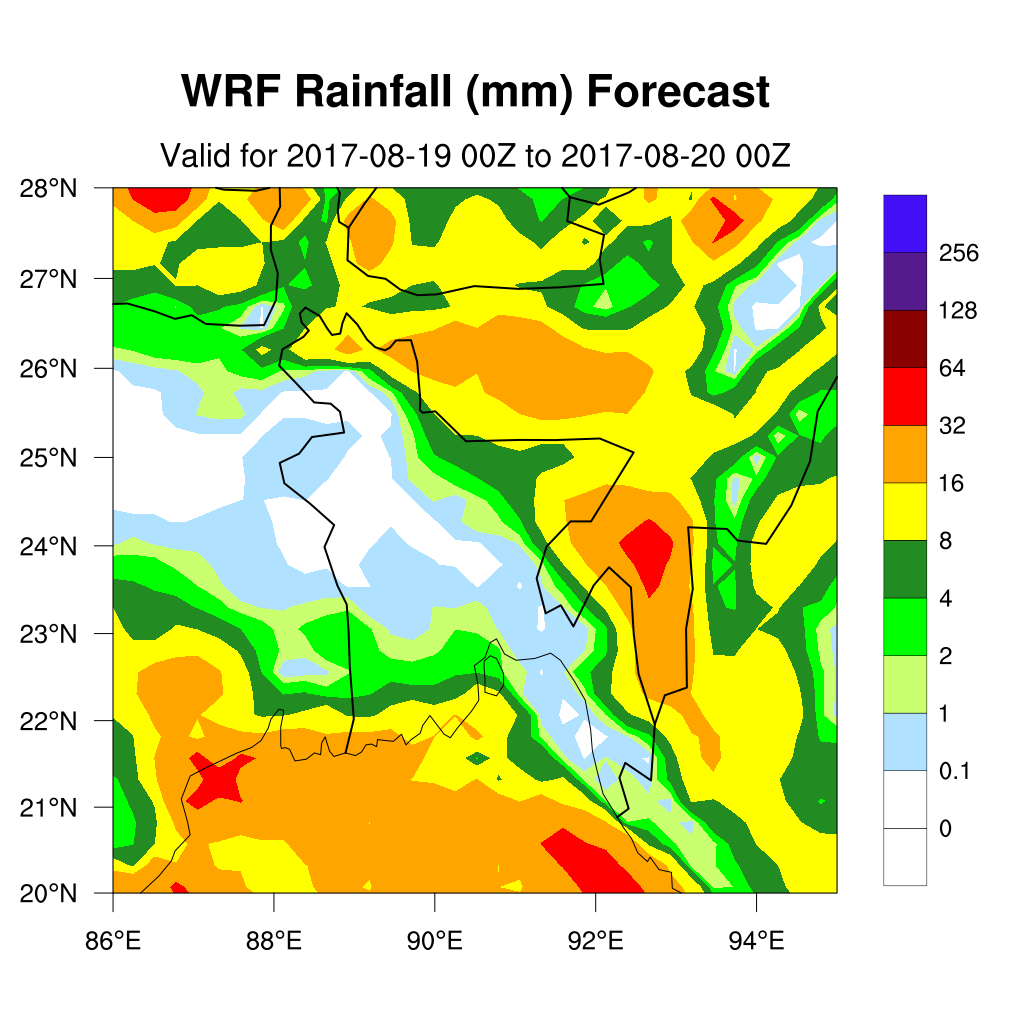 WRF Rainfall (mm) Forecast
Valid for 2017-08-19 00Z to 2017-08-20 00Z
28°N
27°N
26°N
25°N
24°N
23°N
22°N
21°N
20°N
86°E 88°E 90°E 92°E 94°E
256
128
64
32
16
8
4
2
1
0.1
0